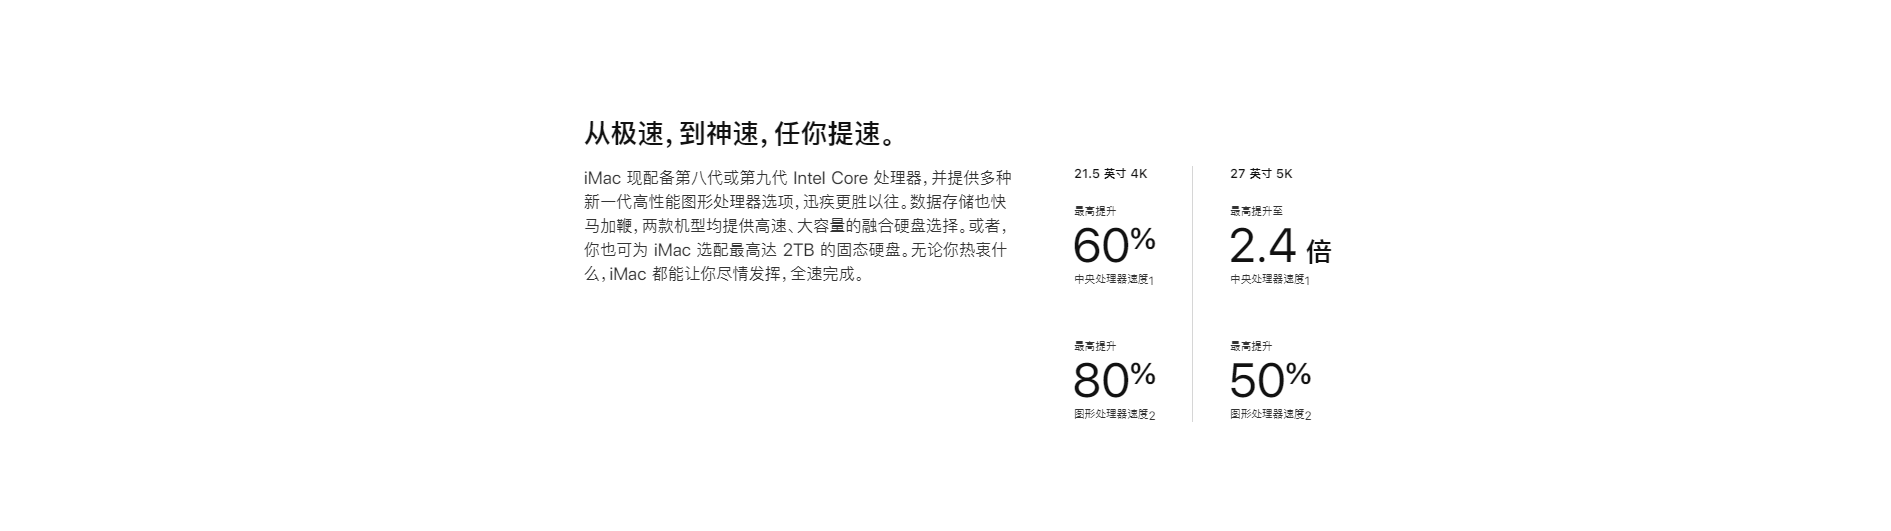 从极速，到神速，任你提速。
iMac 现配备第八代或第九代 Intel Core 处理器，并提供多种
新一代高性能图形处理器选项，迅疾更胜以往。数据存储也快
马加鞭，两款机型均提供高速、大容量的融合硬盘选择。或者，
你也可为 iMac 选配最高达 2TB 的固态硬盘。无论你热衷什
么，iMac 都能让你尽情发挥，全速完成。
21.5 英寸 4K
最高提升
60%
中央处理器速度1
最高提升
80%
图形处理器速度2
27 英寸 5K
最高提升至
2.4 倍
中央处理器速度1
最高提升
50%
图形处理器速度2